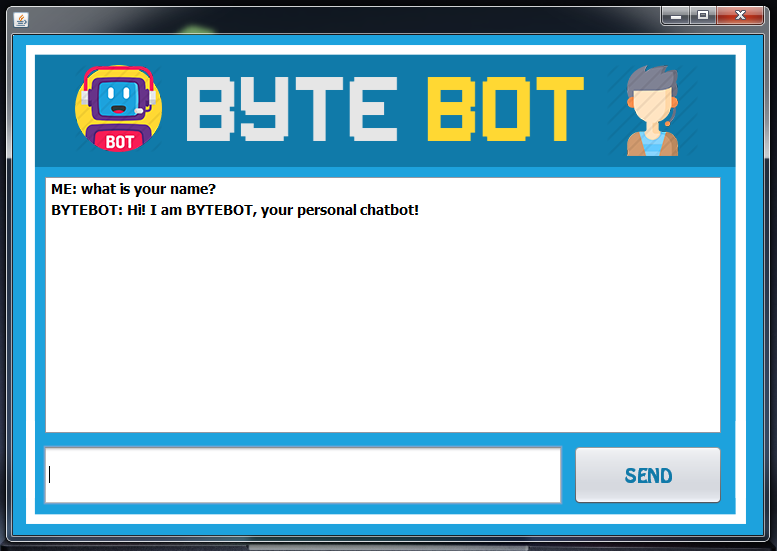 BYTE BOT
BOT
ME: what is your name?
BYTEBOT: Hi! I am BYTEBOT, your personal chatbot!
SEND